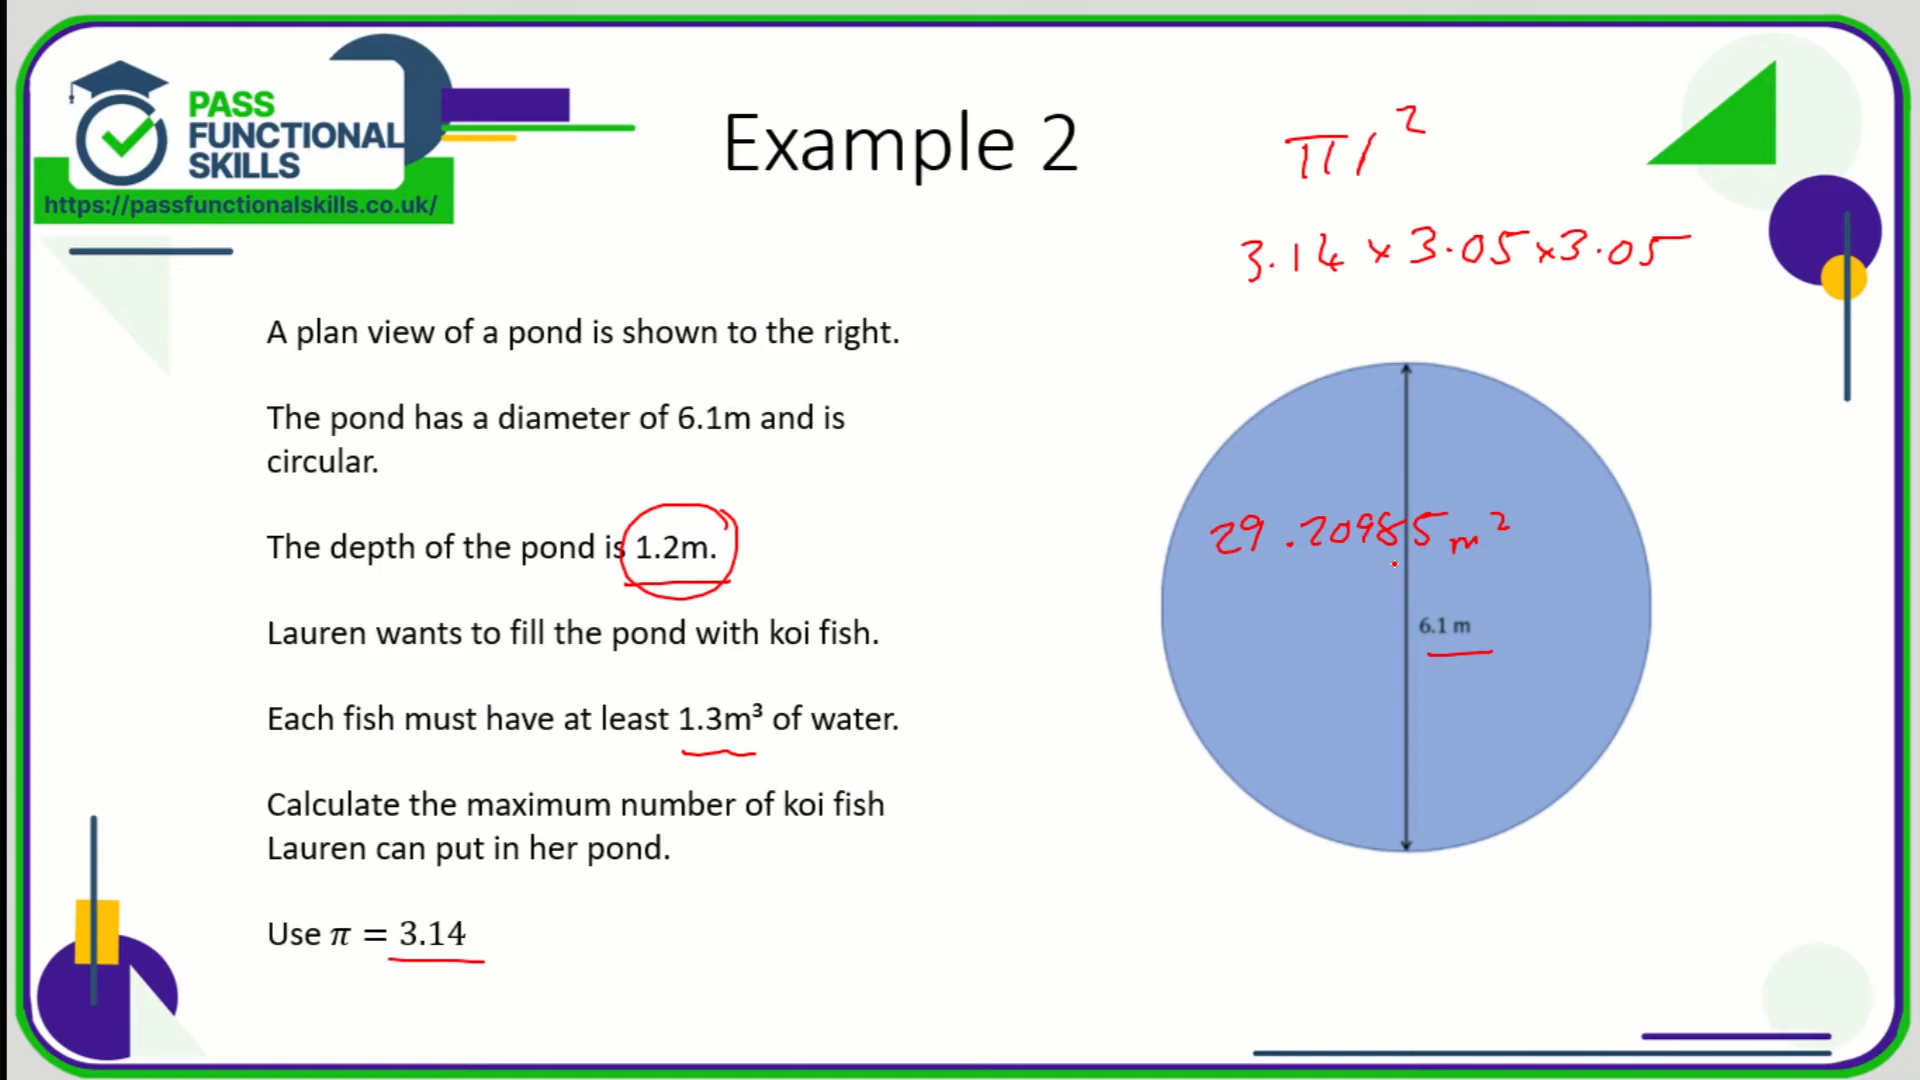 PASS
FUNCTIONAL
SKILLS
https://passfunctionalskills.co.uk/
Example 2
πr²
3.14 × 3.05 × 3.05
A plan view of a pond is shown to the right.
The pond has a diameter of 6.1m and is
circular.
The depth of the pond is 1.2m.
Lauren wants to fill the pond with koi fish.
Each fish must have at least 1.3m³ of water.
Calculate the maximum number of koi fish
Lauren can put in her pond.
Use π = 3.14
29.20985 m²
6.1 m